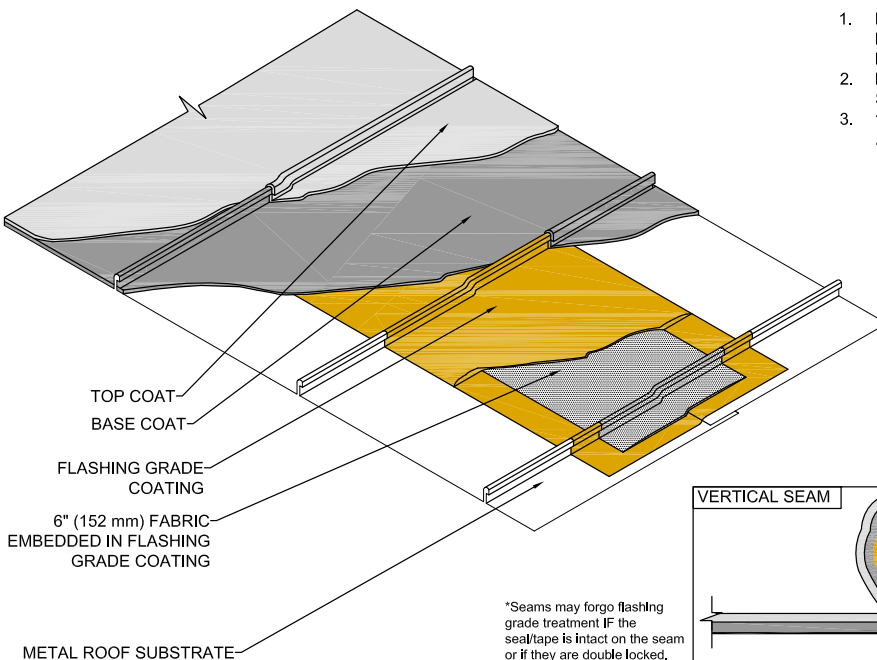 1.
2.
3.
TOP COAT
BASE COAT
FLASHING GRADE
COATING
6" (152 mm) FABRIC
EMBEDDED IN FLASHING
GRADE COATING
METAL ROOF SUBSTRATE
VERTICAL SEAM
*Seams may forgo flashing
grade treatment IF the
seal/tape is intact on the seam
or if they are double locked.